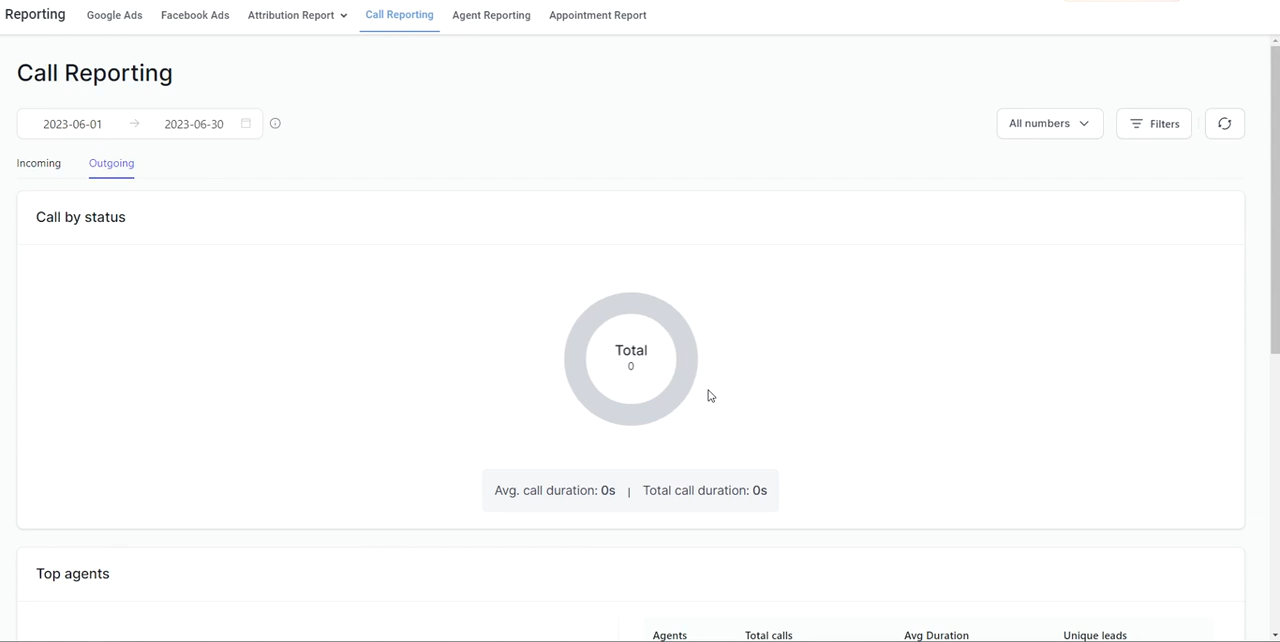 Reporting Google Ads Facebook Ads Attribution Report Call Reporting Agent Reporting Appointment Report
Call Reporting
2023-06-01 → 2023-06-30 All numbers Filters
Incoming Outgoing
Call by status
Total
0
Avg. call duration: 0s | Total call duration: 0s
Top agents
Agents Total calls Avg Duration Unique leads